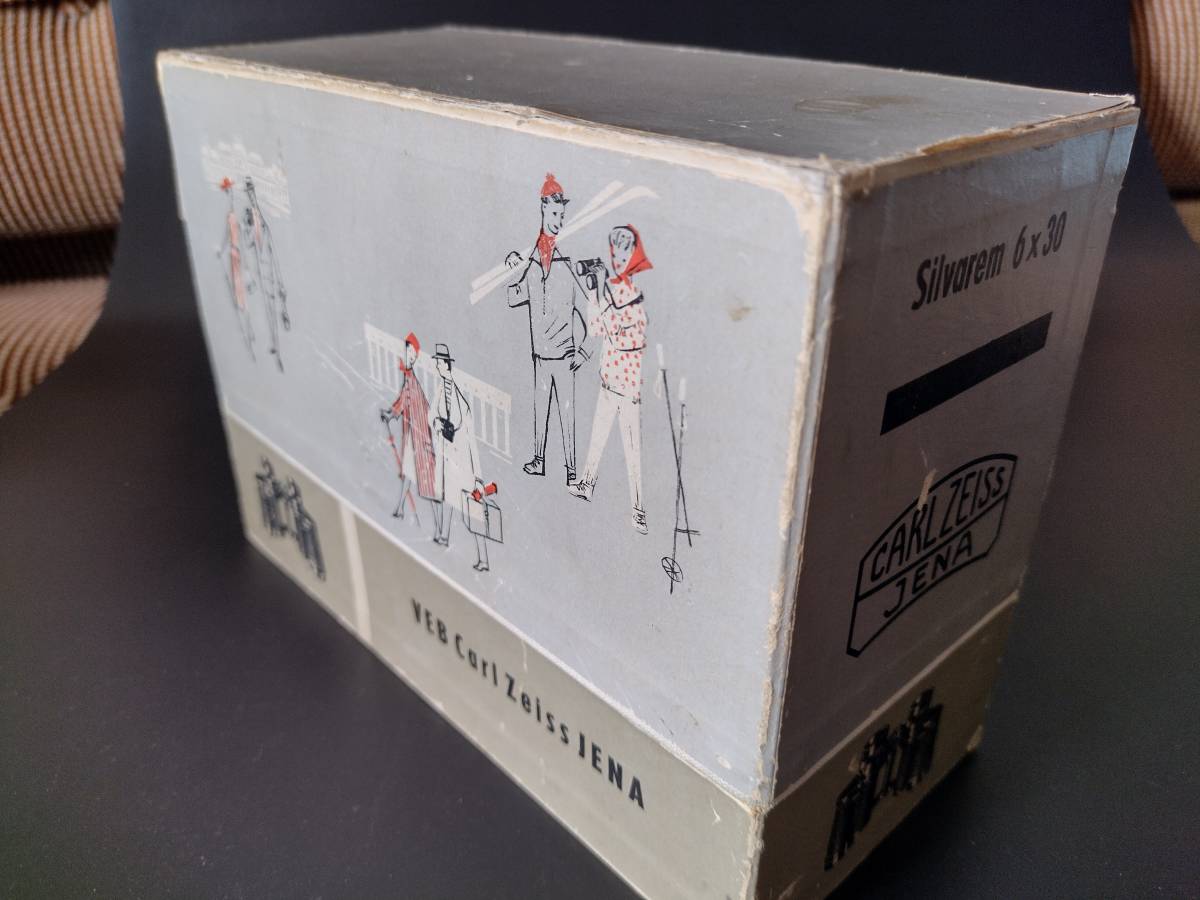 VEB Carl Zeiss JENA
Silvarem 6x30
CARL ZEISS
JENA